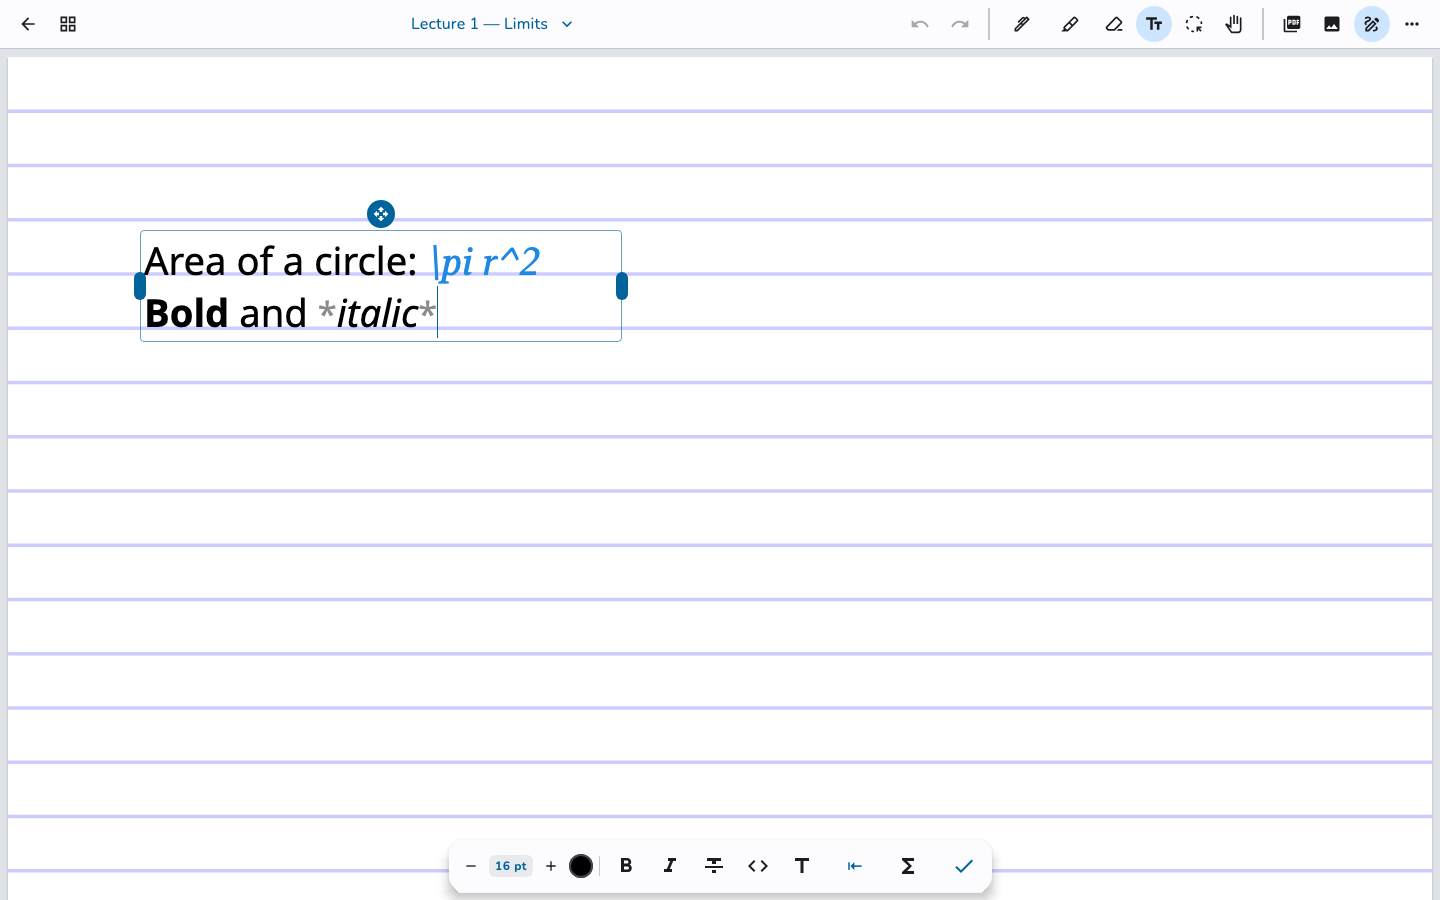 Lecture 1 — Limits
Area of a circle: \pi r^2
Bold and *italic*
16 pt